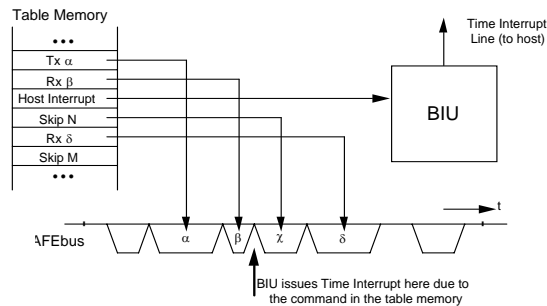 Table Memory
•••
Tx α
Rx β
Host Interrupt
Skip N
Rx δ
Skip M
•••
Time Interrupt
Line (to host)
BIU
t
AFEbus
α
β
χ
δ
BIU issues Time Interrupt here due
to the command in the table memory